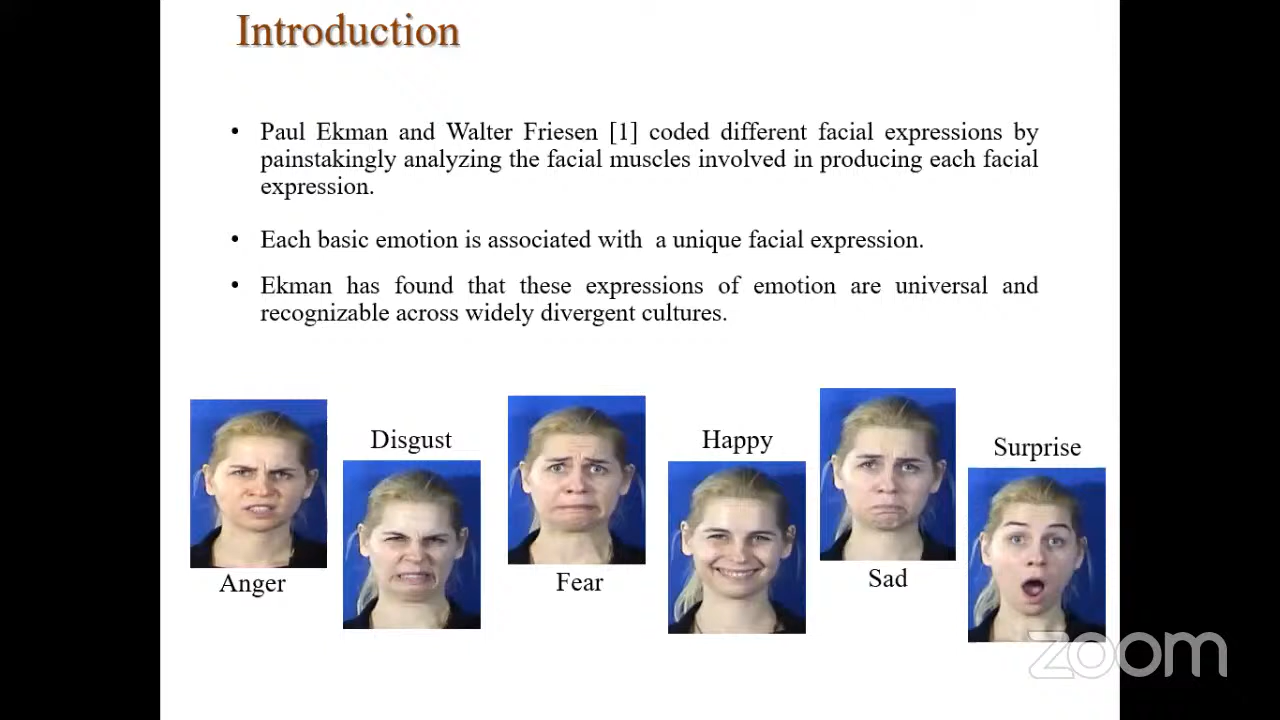 Introduction
• Paul Ekman and Walter Friesen [1] coded different facial expressions by
painstakingly analyzing the facial muscles involved in producing each facial
expression.
• Each basic emotion is associated with a unique facial expression.
• Ekman has found that these expressions of emotion are universal and
recognizable across widely divergent cultures.
Disgust
Happy
Surprise
Anger
Fear
Sad
zoom